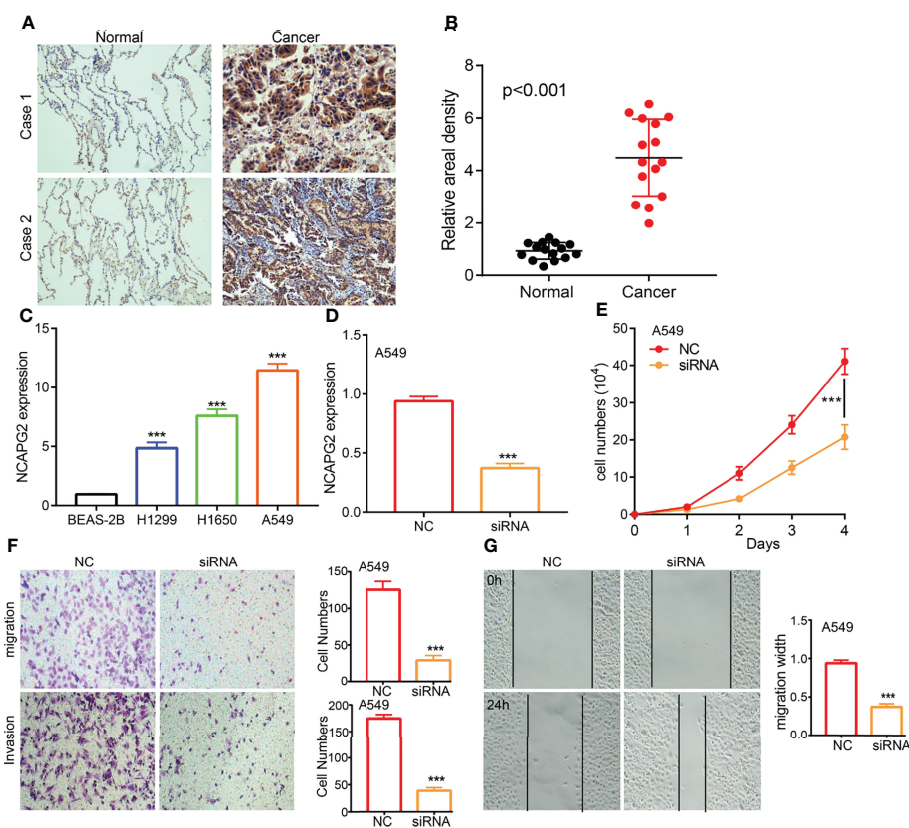 A
Normal
Cancer
Case 1
Case 2
B
Relative areal density
8
6
4
2
0
p<0.001
Normal
Cancer
C
NCAPG2 expression
15
10
5
0
***
***
***
BEAS-2B
H1299
H1650
A549
D
NCAPG2 expression
1.5
1.0
0.5
0.0
A549
***
NC
siRNA
E
A549
NC
siRNA
cell numbers (10⁴)
50
40
30
20
10
0
***
0
1
2
3
4
Days
F
NC
siRNA
migration
Invasion
Cell Numbers
150
100
50
0
A549
***
NC
siRNA
Cell Numbers
200
150
100
50
0
A549
***
NC
siRNA
G
NC
siRNA
0h
24h
migration width
1.5
1.0
0.5
0.0
A549
***
NC
siRNA